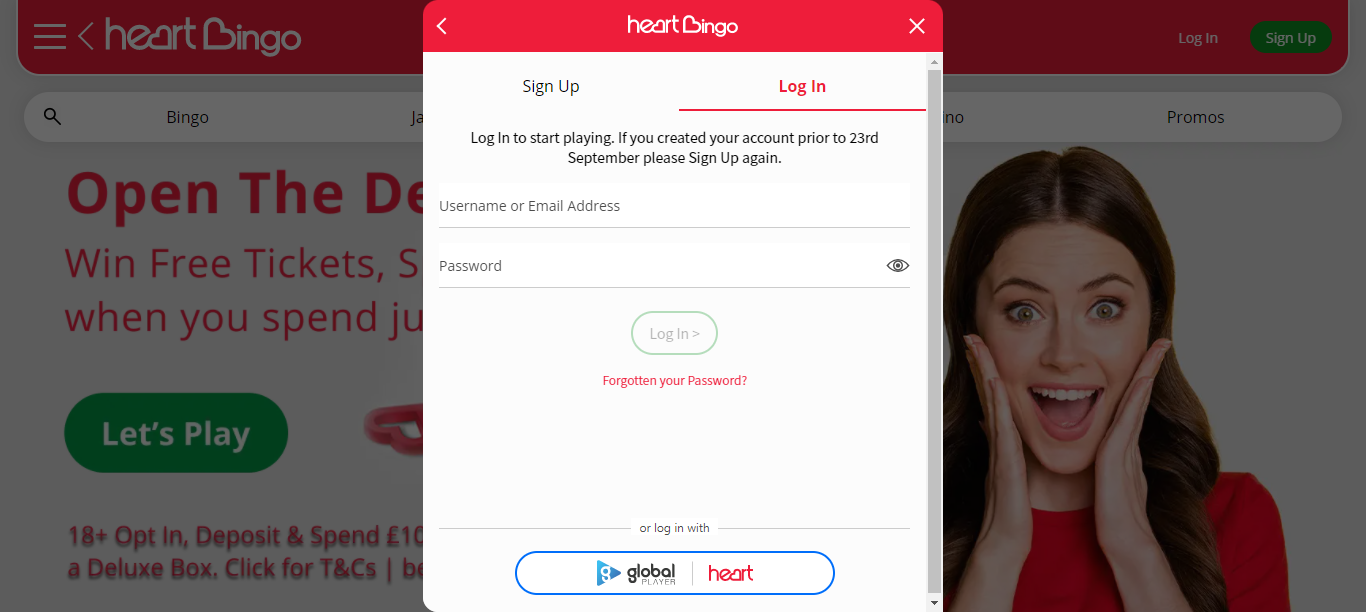 heart Bingo
Log In
Sign Up
heart Bingo
Bingo
Ja
ino
Promos
Sign Up
Log In
Log In to start playing. If you created your account prior to 23rd
September please Sign Up again.
Username or Email Address
Password
Log In >
Forgotten your Password?
or log in with
global
PLAYER
heart
Open The De
Win Free Tickets, S
when you spend ju
Let's Play
18+ Opt In, Deposit & Spend £10
a Deluxe Box. Click for T&Cs | be